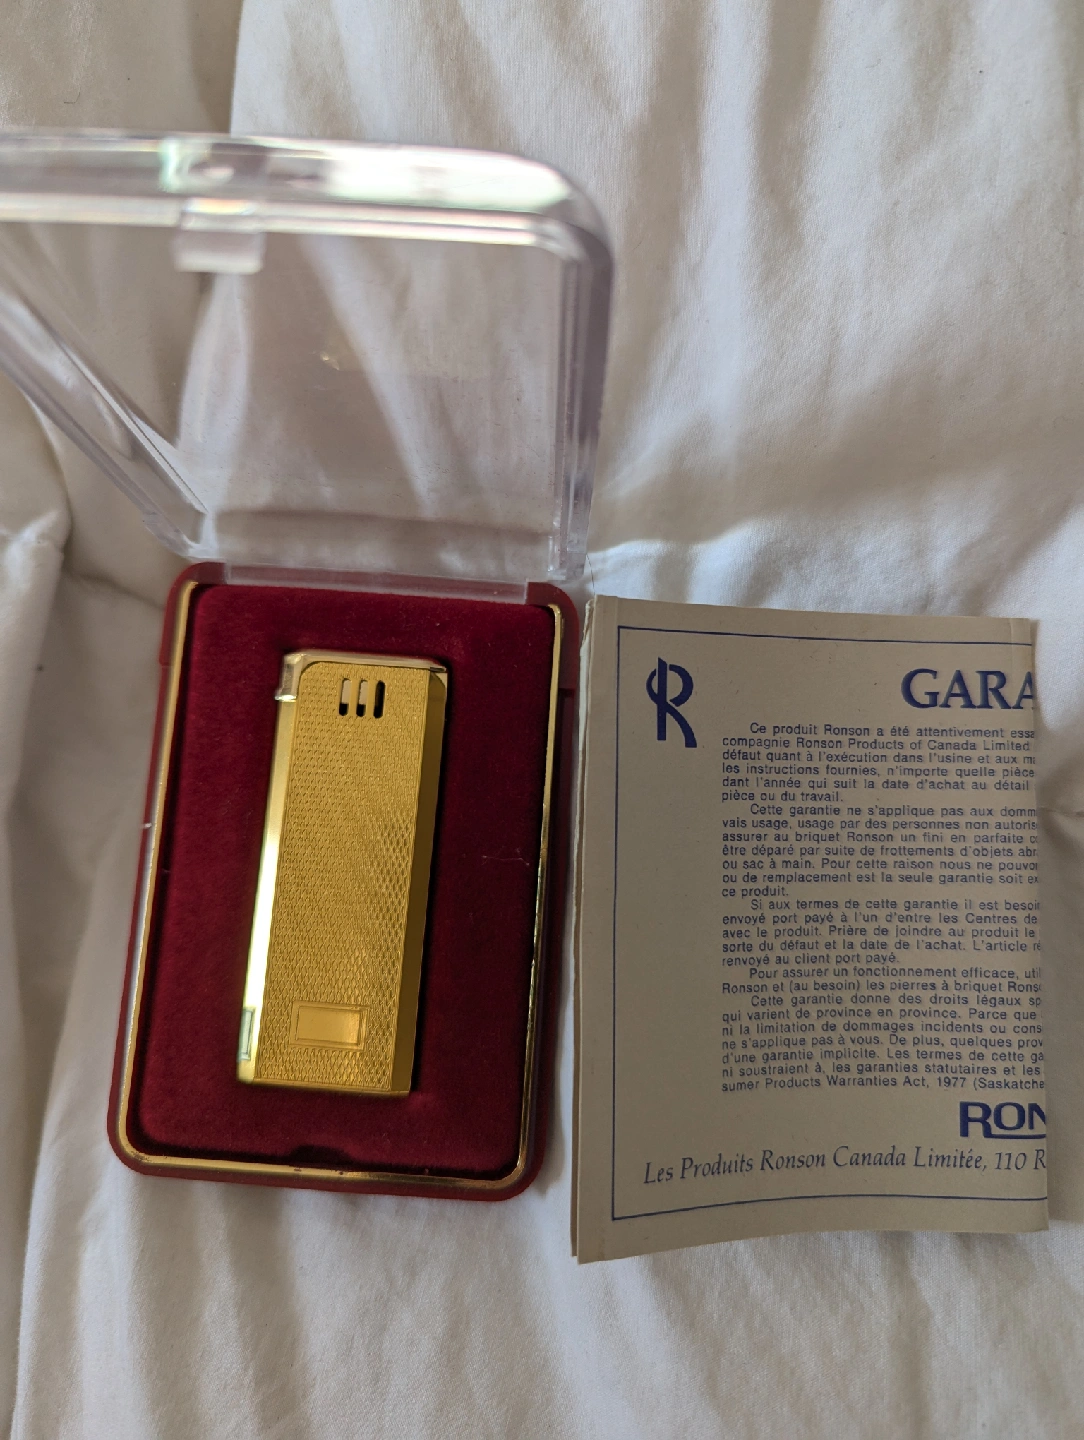 R
GARA
Ce produit Ronson a été attentivement essa
compagnie Ronson Products of Canada Limited
défaut quant à l'exécution dans l'usine et aux m
les instructions fournies, n'importe quelle pièce
dant l'année qui suit la date d'achat au détail
pièce ou du travail.
Cette garantie ne s'applique pas aux domm
vais usage, usage par des personnes non autoris
assurer au briquet Ronson un fini en parfaite
être déparé par suite de frottements d'objets abr
ou sac à main. Pour cette raison nous ne pouvo
ou de remplacement est la seule garantie soit ex
ce produit.
Si aux termes de cette garantie il est besoin
envoyé port payé à l'un d'entre les Centres de
avec le produit. Prière de joindre au produit le
sorte du défaut et la date de l'achat. L'article
renvoyé au client port payé.
Pour assurer un fonctionnement efficace, util
Ronson et (au besoin) les pierres à briquet Rons
Cette garantie donne des droits légaux sp
qui varient de province en province. Parce que
ni la limitation de dommages incidents ou cons
ne s'applique pas à vous. De plus, quelques prov
d'une garantie implicite. Les termes de cette ga
ni soustraient à, les garanties statutaires et les
sumer Products Warranties Act, 1977 (Saskatche
RON
Les Produits Ronson Canada Limitée, 110 R